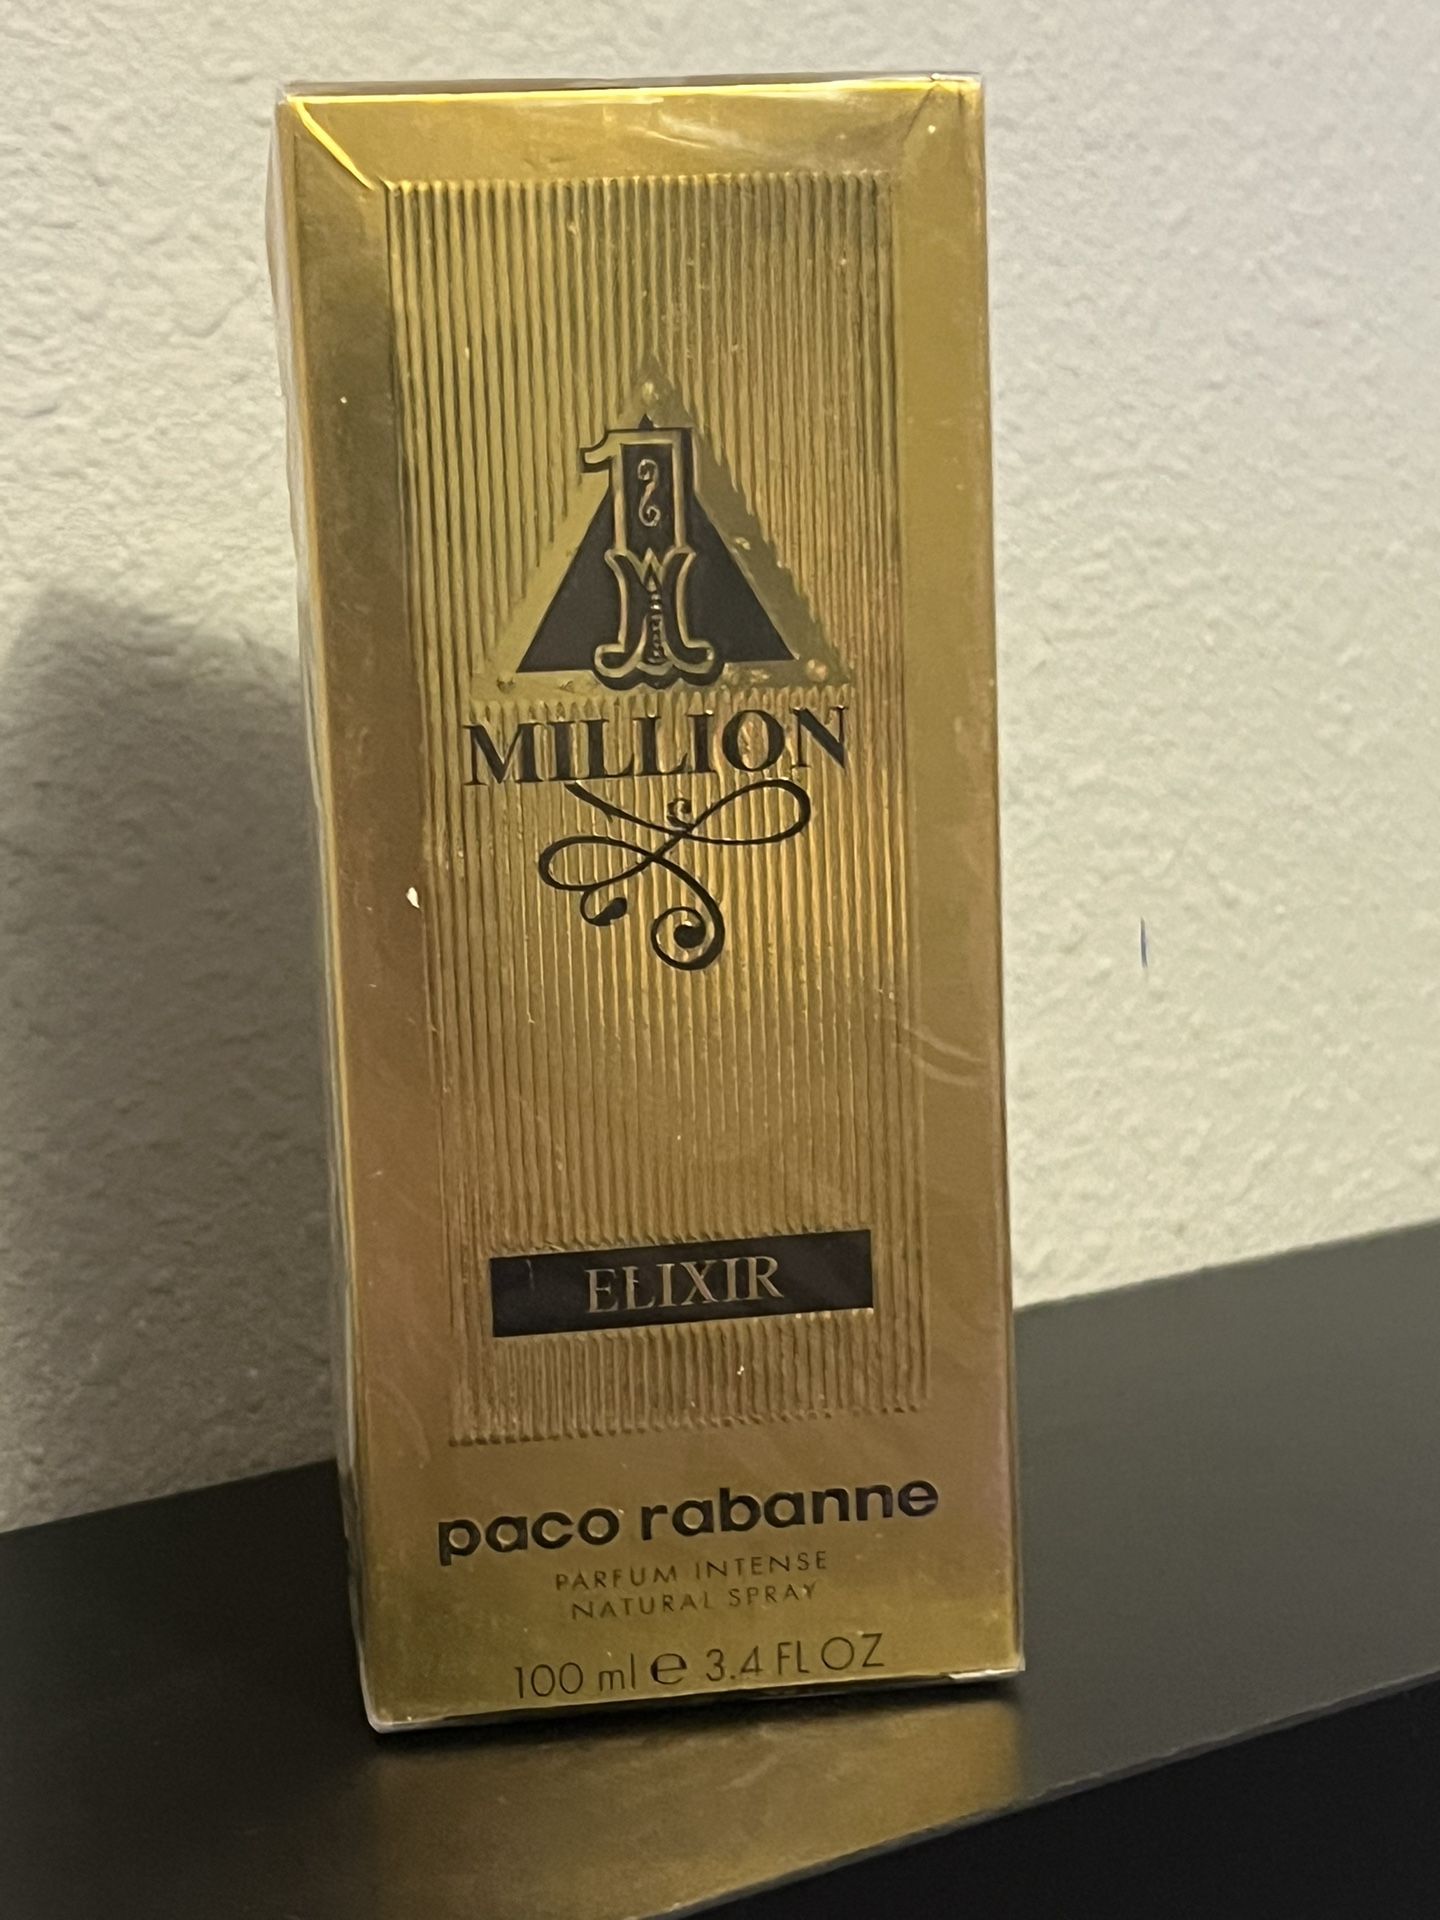 1
MILLION
ELIXIR
paco rabanne
PARFUM INTENSE
NATURAL SPRAY
100 ml e 3.4 FL OZ